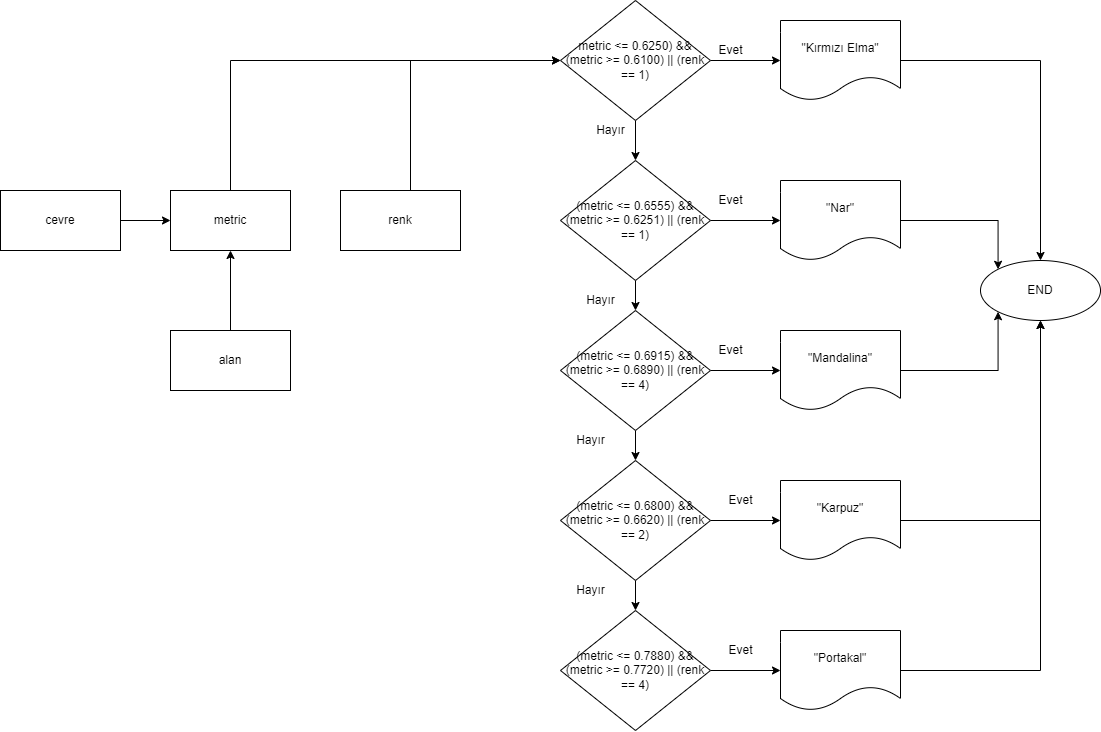 metric <= 0.6250) &&
(metric >= 0.6100) || (renk
== 1)
Evet
"Kırmızı Elma"
Hayır
(metric <= 0.6555) &&
(metric >= 0.6251) || (renk
== 1)
Evet
"Nar"
cevre
metric
renk
END
Hayır
(metric <= 0.6915) &&
(metric >= 0.6890) || (renk
== 4)
Evet
"Mandalina"
alan
Hayır
(metric <= 0.6800) &&
(metric >= 0.6620) || (renk
== 2)
Evet
"Karpuz"
Hayır
(metric <= 0.7880) &&
(metric >= 0.7720) || (renk
== 4)
Evet
"Portakal"